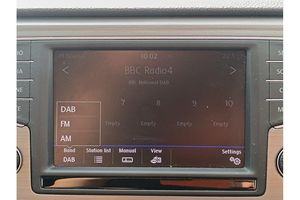 10:02
BBC Radio4
BBC National DAB
7 8 9 10
DAB
FM
AM
Empty Empty Empty Empty
Band Station list Manual View Settings
DAB